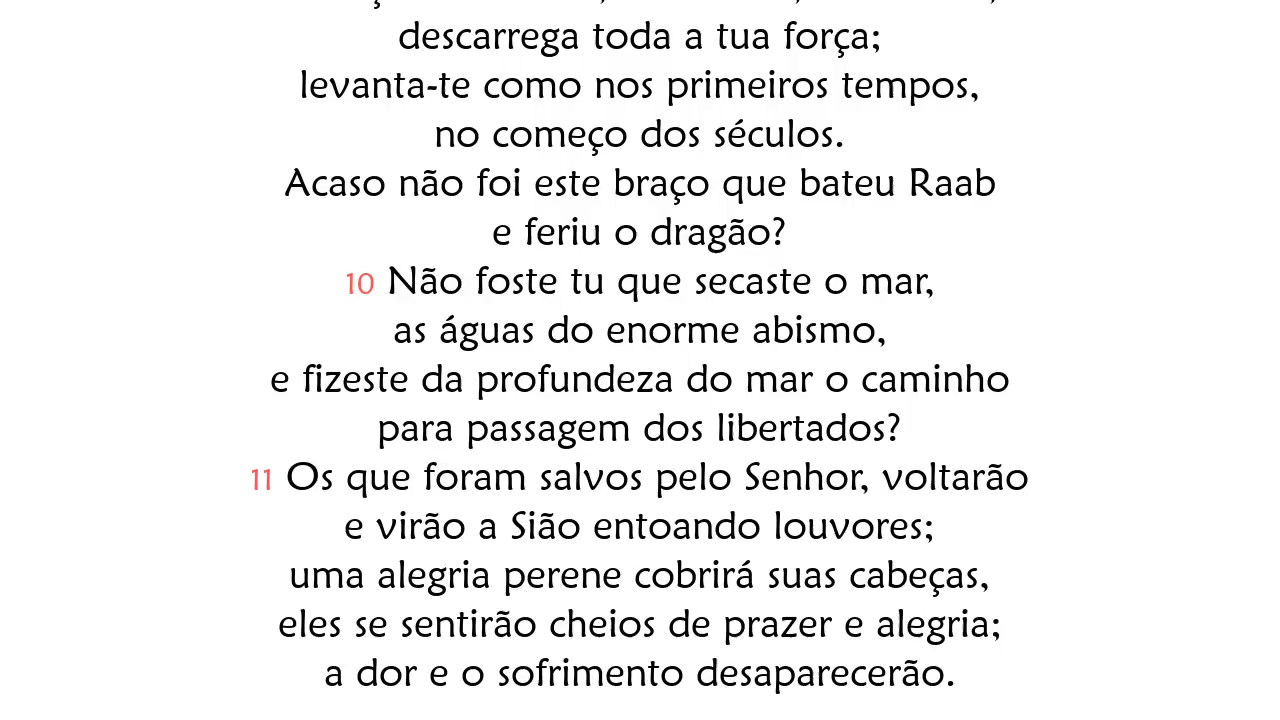 descarrega toda a tua força;
levanta-te como nos primeiros tempos,
no começo dos séculos.
Acaso não foi este braço que bateu Raab
e feriu o dragão?
10 Não foste tu que secaste o mar,
as águas do enorme abismo,
e fizeste da profundeza do mar o caminho
para passagem dos libertados?
11 Os que foram salvos pelo Senhor, voltarão
e virão a Sião entoando louvores;
uma alegria perene cobrirá suas cabeças,
eles se sentirão cheios de prazer e alegria;
a dor e o sofrimento desaparecerão.